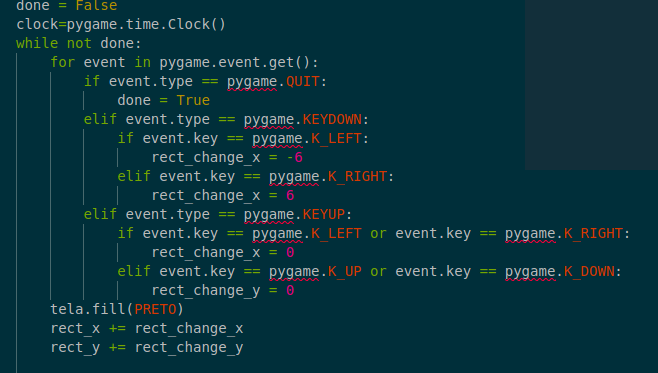 done = False
clock=pygame.time.Clock()
while not done:
    for event in pygame.event.get():
        if event.type == pygame.QUIT:
            done = True
        elif event.type == pygame.KEYDOWN:
            if event.key == pygame.K_LEFT:
                rect_change_x = -6
            elif event.key == pygame.K_RIGHT:
                rect_change_x = 6
        elif event.type == pygame.KEYUP:
            if event.key == pygame.K_LEFT or event.key == pygame.K_RIGHT:
                rect_change_x = 0
            elif event.key == pygame.K_UP or event.key == pygame.K_DOWN:
                rect_change_y = 0
    tela.fill(PRETO)
    rect_x += rect_change_x
    rect_y += rect_change_y